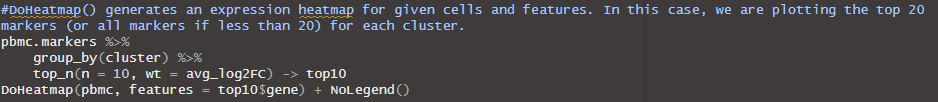 #DoHeatmap() generates an expression heatmap for given cells and features. In this case, we are plotting the top 20
markers (or all markers if less than 20) for each cluster.
pbmc.markers %>%
    group_by(cluster) %>%
    top_n(n = 10, wt = avg_log2FC) -> top10
DoHeatmap(pbmc, features = top10$gene) + NoLegend()